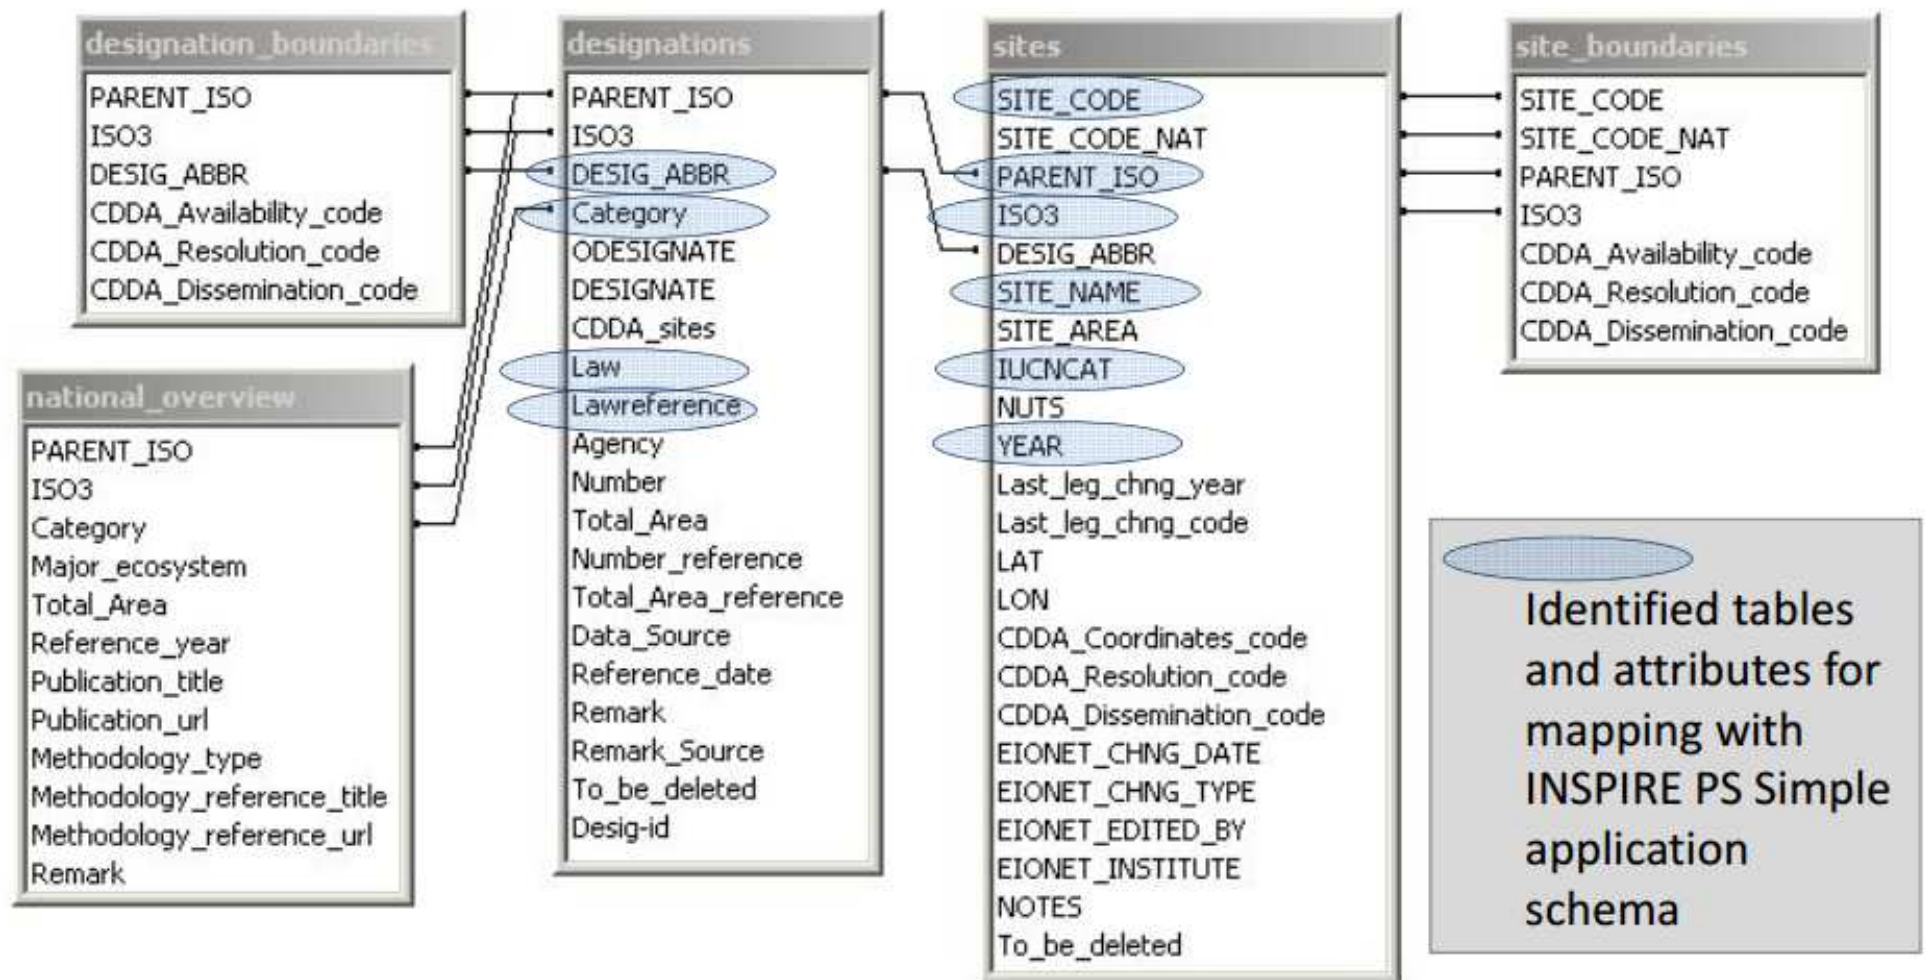 designation_boundaries
PARENT_ISO
ISO3
DESIG_ABBR
CDDA_Availability_code
CDDA_Resolution_code
CDDA_Dissemination_code
national_overview
PARENT_ISO
ISO3
Category
Major_ecosystem
Total_Area
Reference_year
Publication_title
Publication_url
Methodology_type
Methodology_reference_title
Methodology_reference_url
Remark
designations
PARENT_ISO
ISO3
DESIG_ABBR
Category
ODESIGNATE
DESIGNATE
CDDA_sites
Law
Lawreference
Agency
Number
Total_Area
Number_reference
Total_Area_reference
Data_Source
Reference_date
Remark
Remark_Source
To_be_deleted
Desig-id
sites
SITE_CODE
SITE_CODE_NAT
PARENT_ISO
ISO3
DESIG_ABBR
SITE_NAME
SITE_AREA
IUCNCAT
NUTS
YEAR
Last_leg_chng_year
Last_leg_chng_code
LAT
LON
CDDA_Coordinates_code
CDDA_Resolution_code
CDDA_Dissemination_code
EIONET_CHNG_DATE
EIONET_CHNG_TYPE
EIONET_EDITED_BY
EIONET_INSTITUTE
NOTES
To_be_deleted
site_boundaries
SITE_CODE
SITE_CODE_NAT
PARENT_ISO
ISO3
CDDA_Availability_code
CDDA_Resolution_code
CDDA_Dissemination_code
Identified tables
and attributes for
mapping with
INSPIRE PS Simple
application
schema